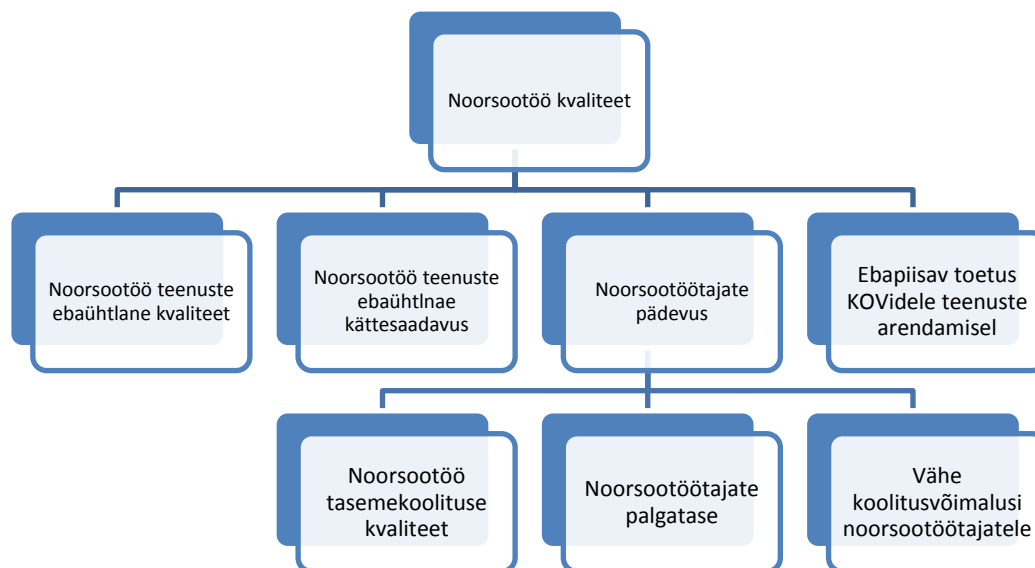 Noorsootöö kvaliteet
Noorsootöö teenuste
ebaühtlane kvaliteet
Noorsootöö teenuste
ebaühtlnae
kättesaadavus
Noorsootöötajate
pädevus
Ebapiisav toetus
KOVidele teenuste
arendamisel
Noorsootöö
tasemekoolituse
kvaliteet
Noorsootöötajate
palgatase
Vähe
koolitusvõimalusi
noorsootöötajatele